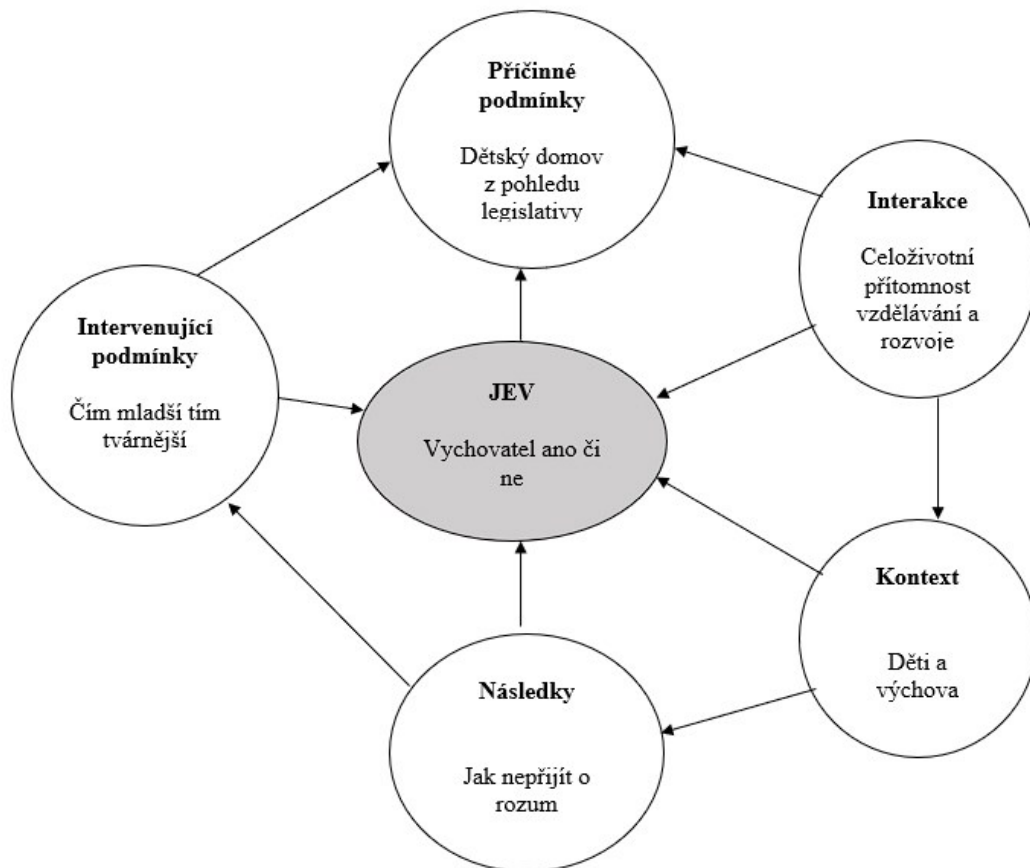 Příčinné
podmínky
Dětský domov
z pohledu
legislativy
Interakce
Celoživotní
přítomnost
vzdělávání a
rozvoje
Intervenující
podmínky
Čím mladší tím
tvárnější
JEV
Vychovatel ano či
ne
Kontext
Děti a
výchova
Následky
Jak nepřijít o
rozum